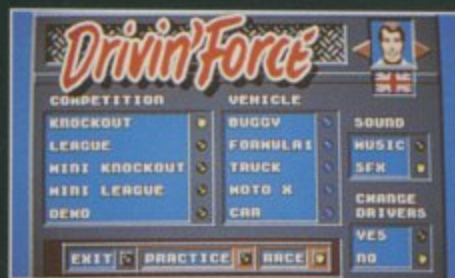 Drivin' Force
COMPETITION
KNOCKOUT
LEAGUE
MINI KNOCKOUT
MINI LEAGUE
DEMO
VEHICLE
BUGGY
FORMULA1
TRUCK
MOTO X
CAR
SOUND
MUSIC
SFX
CHANGE
DRIVERS
YES
NO
EXIT PRACTICE RACE